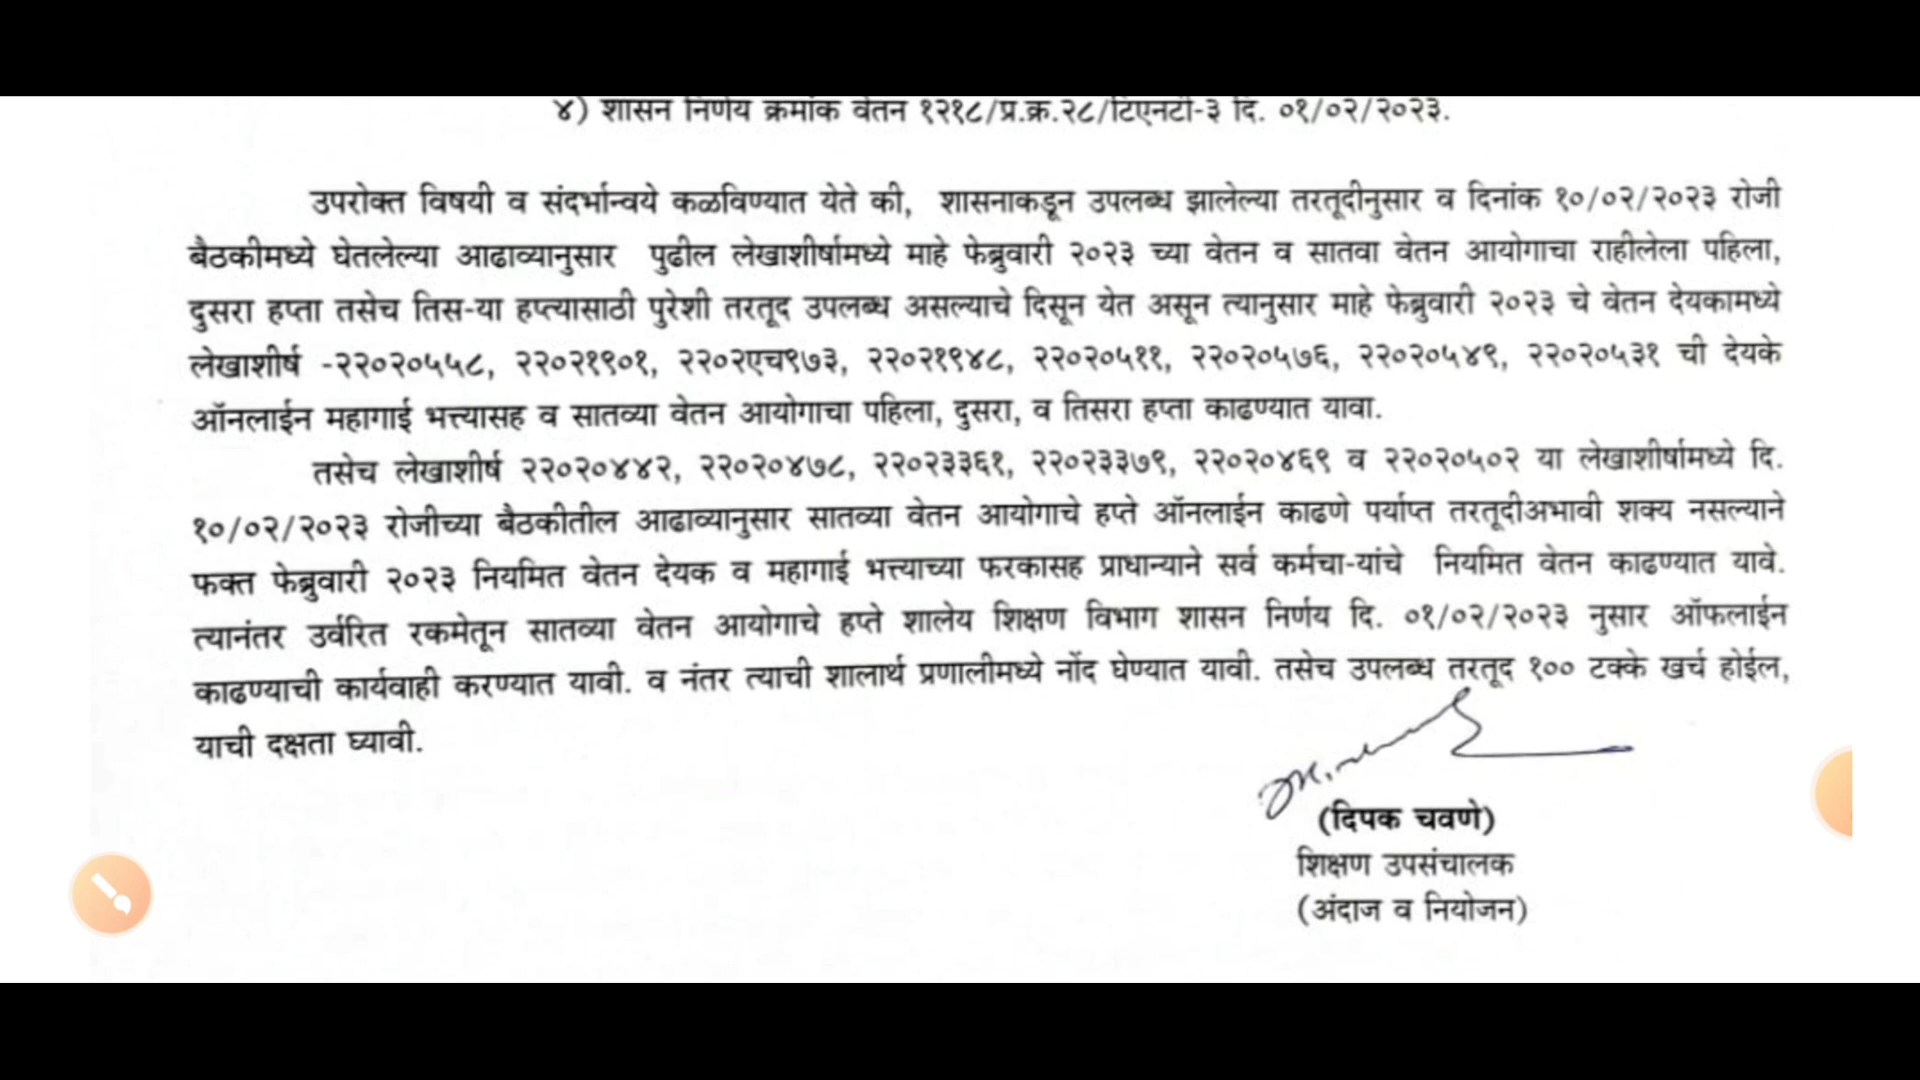 ४) शासन निर्णय क्रमांक वेतन १२१८/प्र.क्र.२८/टिएनटी-३ दि. ०१/०२/२०२३.
उपरोक्त विषयी व संदर्भान्वये कळविण्यात येते की, शासनाकडून उपलब्ध झालेल्या तरतूदीनुसार व दिनांक १०/०२/२०२३ रोजी
बैठकीमध्ये घेतलेल्या आढाव्यानुसार पुढील लेखाशीर्षामध्ये माहे फेब्रुवारी २०२३ च्या वेतन व सातवा वेतन आयोगाचा राहीलेला पहिला,
दुसरा हप्ता तसेच तिस-या हप्त्यासाठी पुरेशी तरतूद उपलब्ध असल्याचे दिसून येत असून त्यानुसार माहे फेब्रुवारी २०२३ चे वेतन देयकामध्ये
लेखाशीर्ष -२२०२०५५८, २२०२१९०१, २२०२एच९७३, २२०२१९४८, २२०२०५११, २२०२०५७६, २२०२०५४९, २२०२०५३१ ची देयके
ऑनलाईन महागाई भत्त्यासह व सातव्या वेतन आयोगाचा पहिला, दुसरा, व तिसरा हप्ता काढण्यात यावा.
तसेच लेखाशीर्ष २२०२०४४२, २२०२०४७८, २२०२३३६१, २२०२३३७९, २२०२०४६९ व २२०२०५०२ या लेखाशीर्षामध्ये दि.
१०/०२/२०२३ रोजीच्या बैठकीतील आढाव्यानुसार सातव्या वेतन आयोगाचे हप्ते ऑनलाईन काढणे पर्याप्त तरतूदीअभावी शक्य नसल्याने
फक्त फेब्रुवारी २०२३ नियमित वेतन देयक व महागाई भत्त्याच्या फरकासह प्राधान्याने सर्व कर्मचा-यांचे नियमित वेतन काढण्यात यावे.
त्यानंतर उर्वरित रकमेतून सातव्या वेतन आयोगाचे हप्ते शालेय शिक्षण विभाग शासन निर्णय दि. ०१/०२/२०२३ नुसार ऑफलाईन
काढण्याची कार्यवाही करण्यात यावी. व नंतर त्याची शालार्थ प्रणालीमध्ये नोंद घेण्यात यावी. तसेच उपलब्ध तरतूद १०० टक्के खर्च होईल,
याची दक्षता घ्यावी.
(दिपक चवणे)
शिक्षण उपसंचालक
(अंदाज व नियोजन)